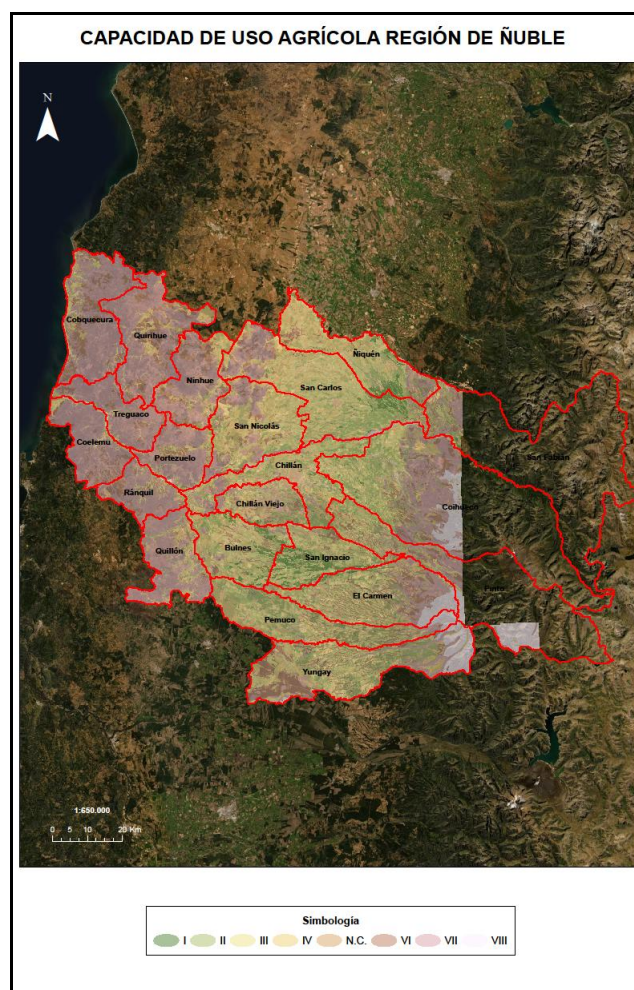 CAPACIDAD DE USO AGRÍCOLA REGIÓN DE ÑUBLE
N
Cobquecura
Quirihue
Ñiquén
Ninhue
San Carlos
Treguaco
San Nicolás
Coelemu
Portezuelo
San Fabián
Chillán
Ránquil
Chillán Viejo
Coihueco
Quillón
Bulnes
San Ignacio
Pinto
El Carmen
Pemuco
Yungay
1:650.000
0 5 10 20 Km
Simbología
I II III IV N.C. VI VII VIII